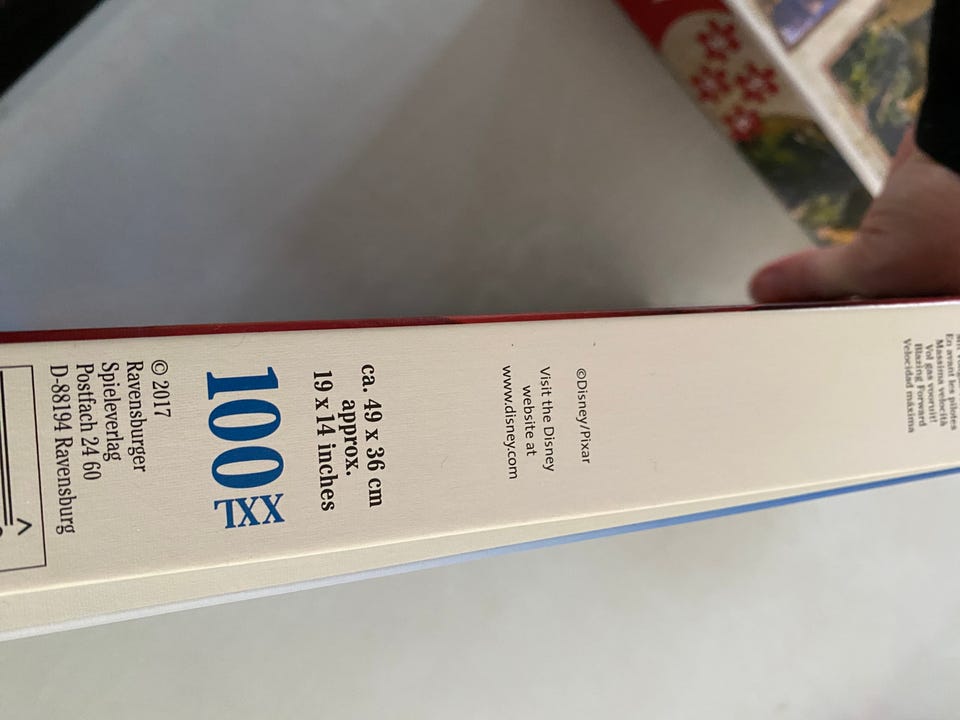 En avant les pilotes
Massima velocità
Vol gas vooruit!
Blazing Forward
Velocidad máxima
©Disney/Pixar
Visit the Disney
website at
www.disney.com
ca. 49 x 36 cm
approx.
19 x 14 inches
100 XXL
© 2017
Ravensburger
Spieleverlag
Postfach 24 60
D-88194 Ravensburg